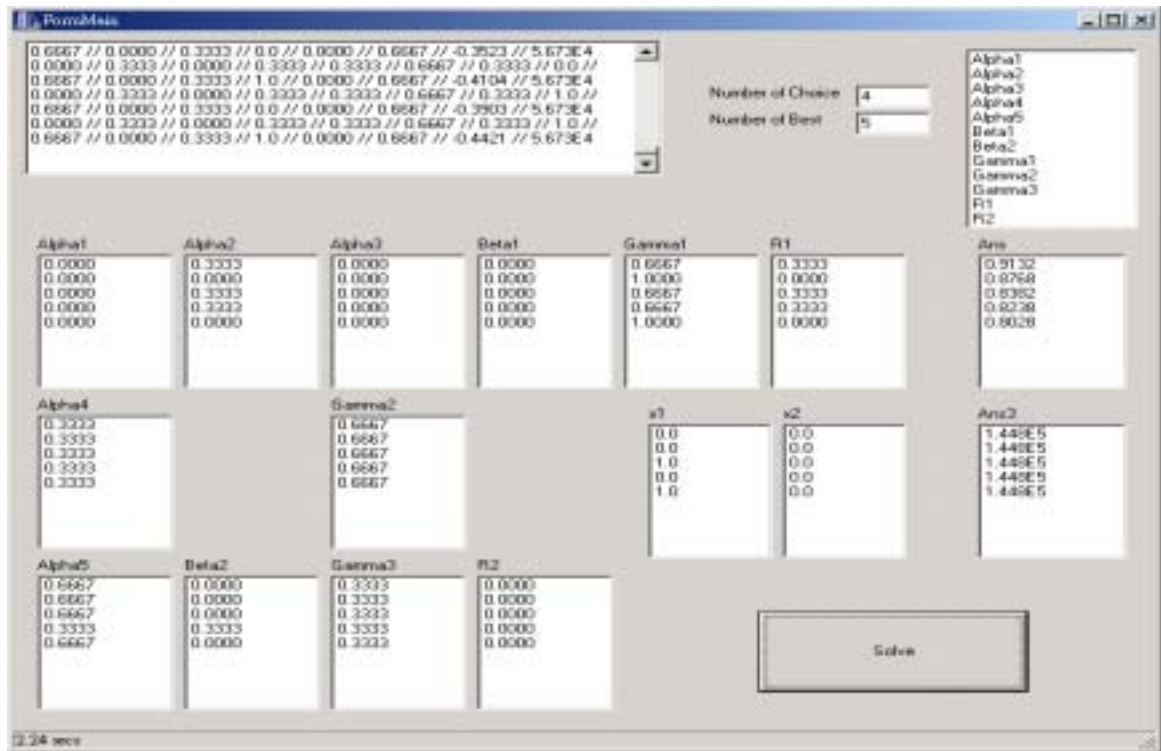 FormMain
0.6667 // 0.0000 // 0.3333 // 0.0 // 0.0000 // 0.6667 // -0.3523 // 5.673E4
0.0000 // 0.3333 // 0.0000 // 0.3333 // 0.3333 // 0.6667 // 0.3333 // 0.0 //
0.6667 // 0.0000 // 0.3333 // 1.0 // 0.0000 // 0.6667 // -0.4104 // 5.673E4
0.0000 // 0.3333 // 0.0000 // 0.3333 // 0.3333 // 0.6667 // 0.3333 // 1.0 //
0.6667 // 0.0000 // 0.3333 // 0.0 // 0.0000 // 0.6667 // -0.3903 // 5.673E4
0.0000 // 0.3333 // 0.0000 // 0.3333 // 0.3333 // 0.6667 // 0.3333 // 1.0 //
0.6667 // 0.0000 // 0.3333 // 1.0 // 0.0000 // 0.6667 // -0.4421 // 5.673E4
Number of Choice 4
Number of Best 5
Alpha1
Alpha2
Alpha3
Alpha4
Alpha5
Beta1
Beta2
Gamma1
Gamma2
Gamma3
R1
R2
Alpha1
0.0000
0.0000
0.0000
0.0000
0.0000
Alpha2
0.3333
0.0000
0.3333
0.3333
0.0000
Alpha3
0.0000
0.0000
0.0000
0.0000
0.0000
Beta1
0.0000
0.0000
0.0000
0.0000
0.0000
Gamma1
0.6667
1.0000
0.6667
0.6667
1.0000
R1
0.3333
0.0000
0.3333
0.3333
0.0000
Ans
0.9132
0.8768
0.8382
0.8238
0.8028
Alpha4
0.3333
0.3333
0.3333
0.3333
0.3333
Gamma2
0.6667
0.6667
0.6667
0.6667
0.6667
x1
0.0
0.0
1.0
0.0
1.0
x2
0.0
0.0
0.0
0.0
0.0
Ans3
1.448E5
1.448E5
1.448E5
1.448E5
1.448E5
Alpha5
0.6667
0.6667
0.6667
0.3333
0.6667
Beta2
0.0000
0.0000
0.0000
0.3333
0.0000
Gamma3
0.3333
0.3333
0.3333
0.3333
0.3333
R2
0.0000
0.0000
0.0000
0.0000
0.0000
Solve
2.24 secs